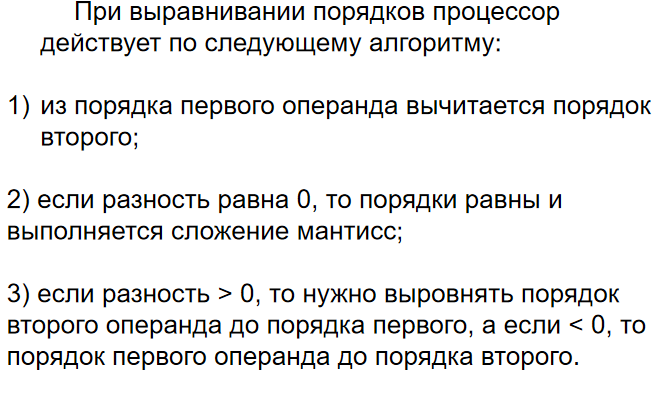 При выравнивании порядков процессор
действует по следующему алгоритму:
1) из порядка первого операнда вычитается порядок
второго;
2) если разность равна 0, то порядки равны и
выполняется сложение мантисс;
3) если разность > 0, то нужно выровнять порядок
второго операнда до порядка первого, а если < 0, то
порядок первого операнда до порядка второго.